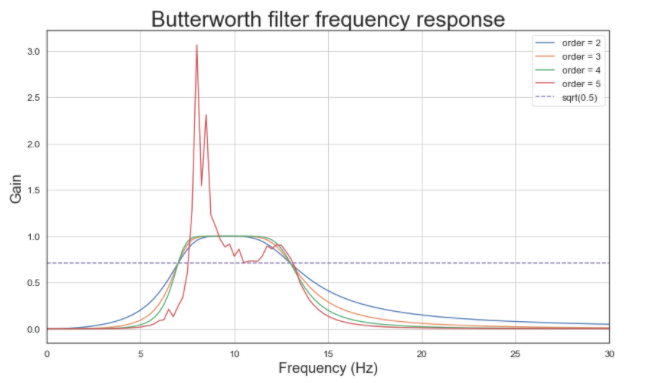 Butterworth filter frequency response
order = 2
order = 3
order = 4
order = 5
sqrt(0.5)
3.0
2.5
2.0
1.5
1.0
0.5
0.0
Gain
0 5 10 15 20 25 30
Frequency (Hz)